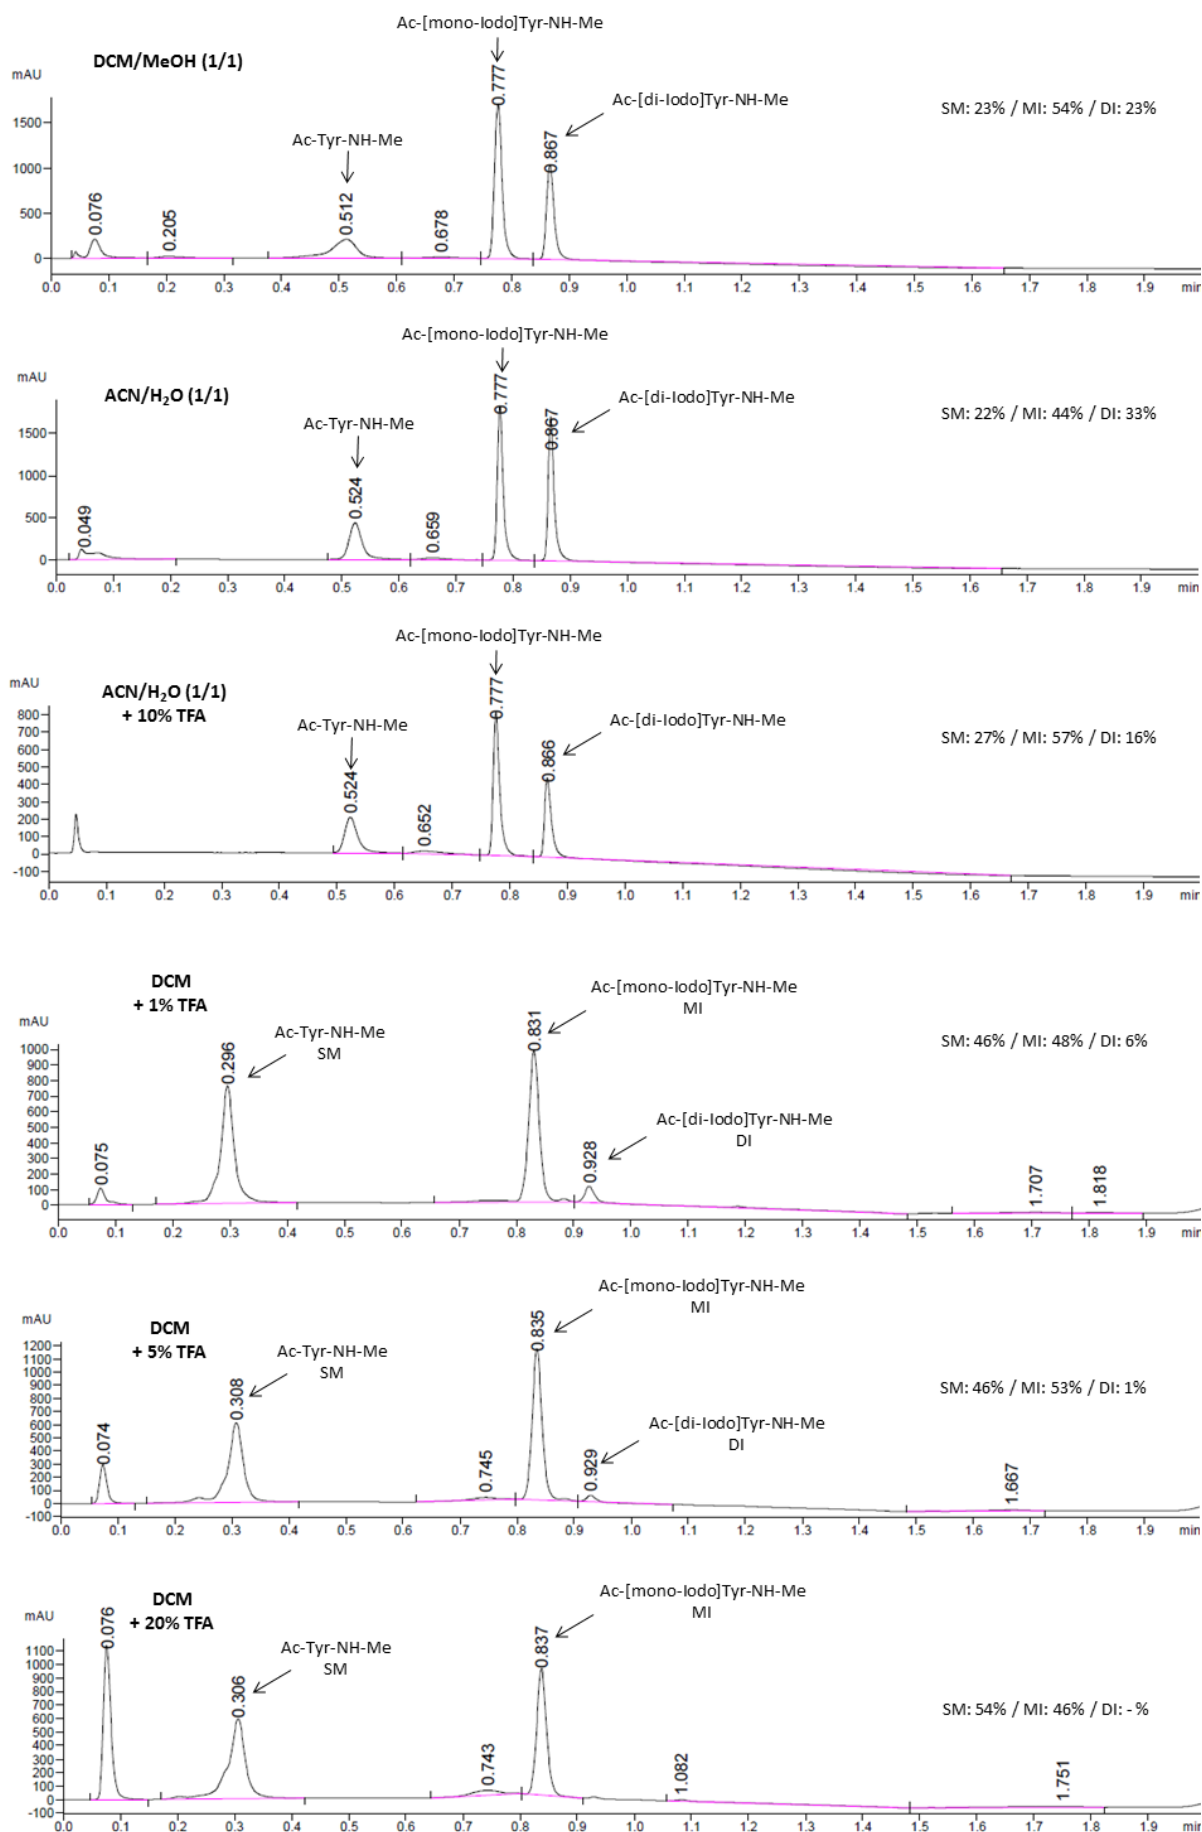 Ac-[mono-Iodo]Tyr-NH-Me
DCM/MeOH (1/1)
mAU
Ac-[di-Iodo]Tyr-NH-Me
SM: 23% / MI: 54% / DI: 23%
Ac-Tyr-NH-Me
0.076
0.205
0.512
0.678
0.777
0.867
1500
1000
500
0
0.0 0.1 0.2 0.3 0.4 0.5 0.6 0.7 0.8 0.9 1.0 1.1 1.2 1.3 1.4 1.5 1.6 1.7 1.8 1.9 min
Ac-[mono-Iodo]Tyr-NH-Me
mAU
ACN/H₂O (1/1)
Ac-[di-Iodo]Tyr-NH-Me
SM: 22% / MI: 44% / DI: 33%
Ac-Tyr-NH-Me
0.049
0.524
0.659
0.777
0.867
1500
1000
500
0
0.0 0.1 0.2 0.3 0.4 0.5 0.6 0.7 0.8 0.9 1.0 1.1 1.2 1.3 1.4 1.5 1.6 1.7 1.8 1.9 min
Ac-[mono-Iodo]Tyr-NH-Me
mAU
ACN/H₂O (1/1)
+ 10% TFA
Ac-Tyr-NH-Me
Ac-[di-Iodo]Tyr-NH-Me
SM: 27% / MI: 57% / DI: 16%
0.524
0.652
0.777
0.866
800
700
600
500
400
300
200
100
0
-100
0.0 0.1 0.2 0.3 0.4 0.5 0.6 0.7 0.8 0.9 1.0 1.1 1.2 1.3 1.4 1.5 1.6 1.7 1.8 1.9 min
DCM
+ 1% TFA
Ac-[mono-Iodo]Tyr-NH-Me
MI
mAU
Ac-Tyr-NH-Me
SM
SM: 46% / MI: 48% / DI: 6%
Ac-[di-Iodo]Tyr-NH-Me
DI
0.075
0.296
0.831
0.928
1.707
1.818
1000
900
800
700
600
500
400
300
200
100
0
0.0 0.1 0.2 0.3 0.4 0.5 0.6 0.7 0.8 0.9 1.0 1.1 1.2 1.3 1.4 1.5 1.6 1.7 1.8 1.9 min
Ac-[mono-Iodo]Tyr-NH-Me
MI
mAU
DCM
+ 5% TFA
Ac-Tyr-NH-Me
SM
SM: 46% / MI: 53% / DI: 1%
Ac-[di-Iodo]Tyr-NH-Me
DI
0.074
0.308
0.745
0.835
0.929
1.667
1200
1100
1000
900
800
700
600
500
400
300
200
100
0
-100
0.0 0.1 0.2 0.3 0.4 0.5 0.6 0.7 0.8 0.9 1.0 1.1 1.2 1.3 1.4 1.5 1.6 1.7 1.8 1.9 min
DCM
+ 20% TFA
Ac-[mono-Iodo]Tyr-NH-Me
MI
mAU
Ac-Tyr-NH-Me
SM
SM: 54% / MI: 46% / DI: - %
0.076
0.306
0.743
0.837
1.082
1.751
1100
1000
900
800
700
600
500
400
300
200
100
0
-100
0.0 0.1 0.2 0.3 0.4 0.5 0.6 0.7 0.8 0.9 1.0 1.1 1.2 1.3 1.4 1.5 1.6 1.7 1.8 1.9 min